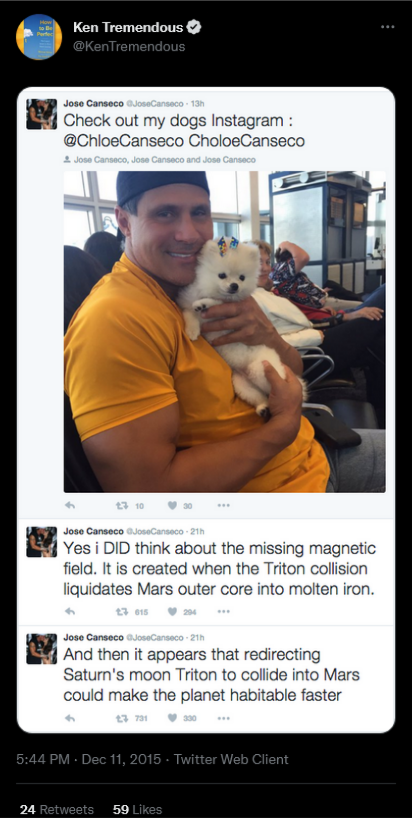 Ken Tremendous
@KenTremendous
Jose Canseco @JoseCanseco · 13h
Check out my dogs Instagram :
@ChloeCanseco CholoeCanseco
Jose Canseco, Jose Canseco and Jose Canseco
10 30
Jose Canseco @JoseCanseco · 21h
Yes i DID think about the missing magnetic
field. It is created when the Triton collision
liquidates Mars outer core into molten iron.
615 294
Jose Canseco @JoseCanseco · 21h
And then it appears that redirecting
Saturn's moon Triton to collide into Mars
could make the planet habitable faster
731 330
5:44 PM · Dec 11, 2015 · Twitter Web Client
24 Retweets 59 Likes